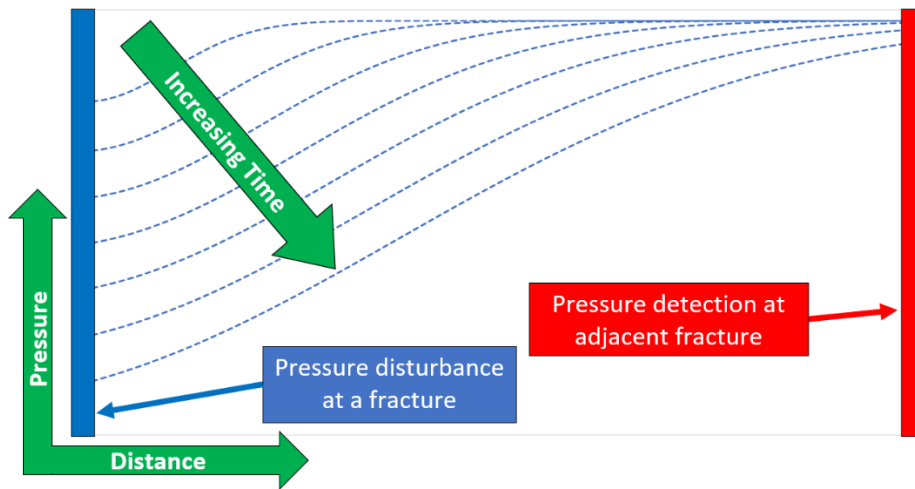 Increasing Time
Pressure
Pressure detection at
adjacent fracture
Pressure disturbance
at a fracture
Distance